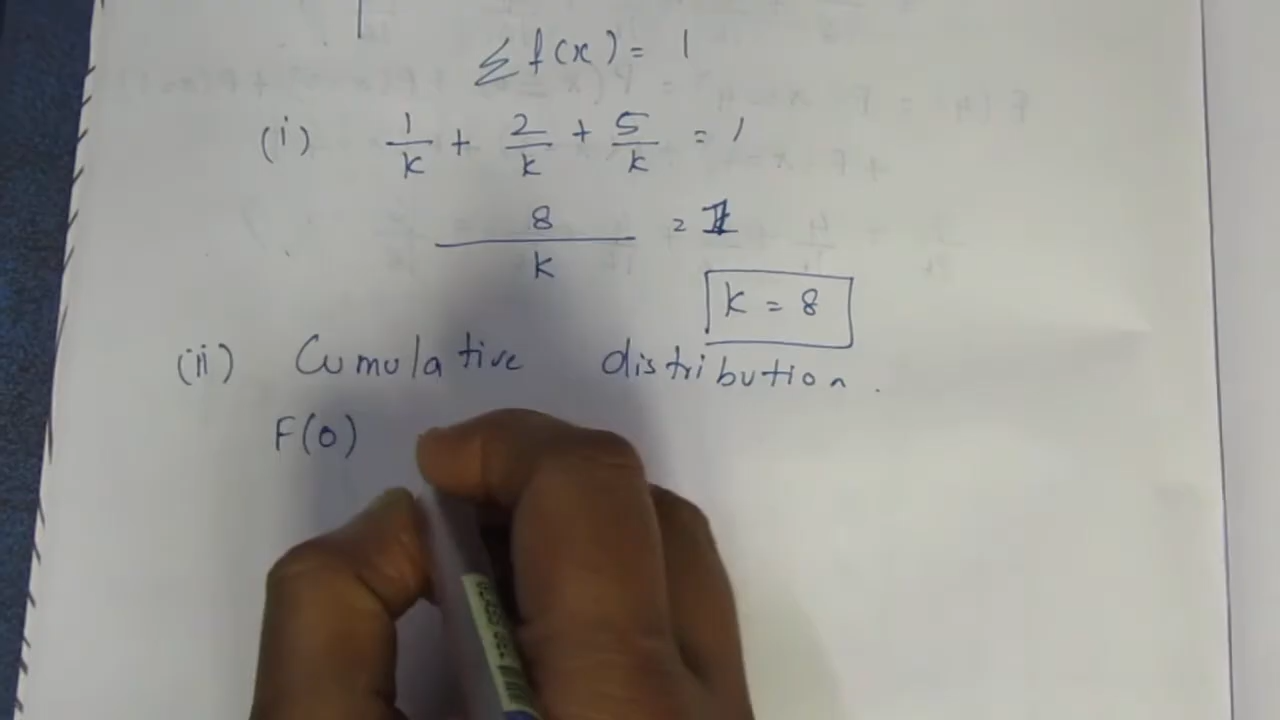 ∑ f(x) = 1
(i) 1/k + 2/k + 5/k = 1
8/k = 1
k = 8
(ii) Cumulative distribution.
F(0)